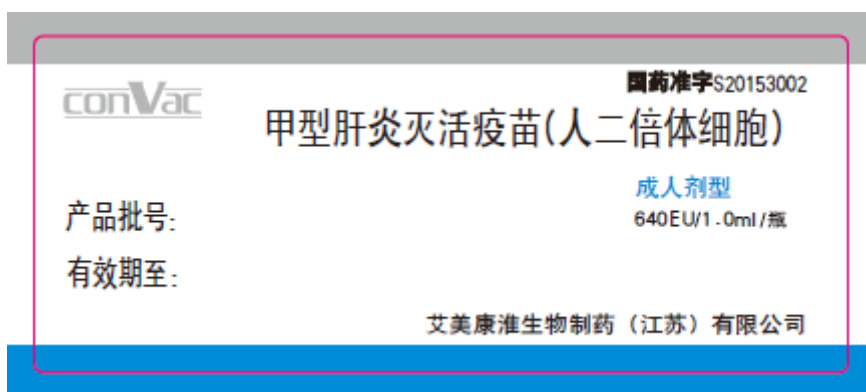 国药准字S20153002
conVac
甲型肝炎灭活疫苗(人二倍体细胞)
成人剂型
产品批号:
640EU/1.0ml/瓶
有效期至:
艾美康淮生物制药（江苏）有限公司